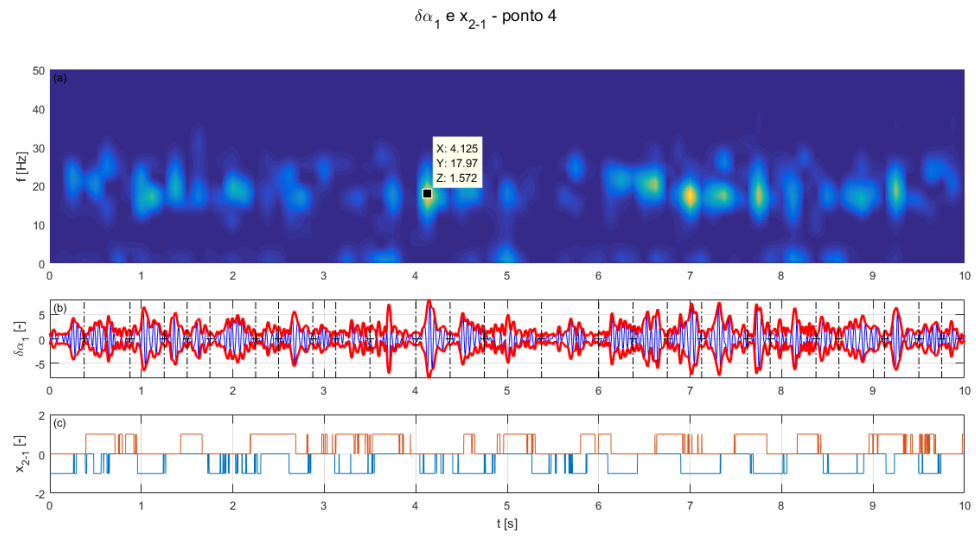 δα1 e x2-1 - ponto 4
(a)
50
40
30
20
10
0
f [Hz]
X: 4.125
Y: 17.97
Z: 1.572
0 1 2 3 4 5 6 7 8 9 10
(b)
5
0
-5
δα1 [-]
0 1 2 3 4 5 6 7 8 9 10
(c)
2
0
-2
x2-1 [-]
0 1 2 3 4 5 6 7 8 9 10
t [s]